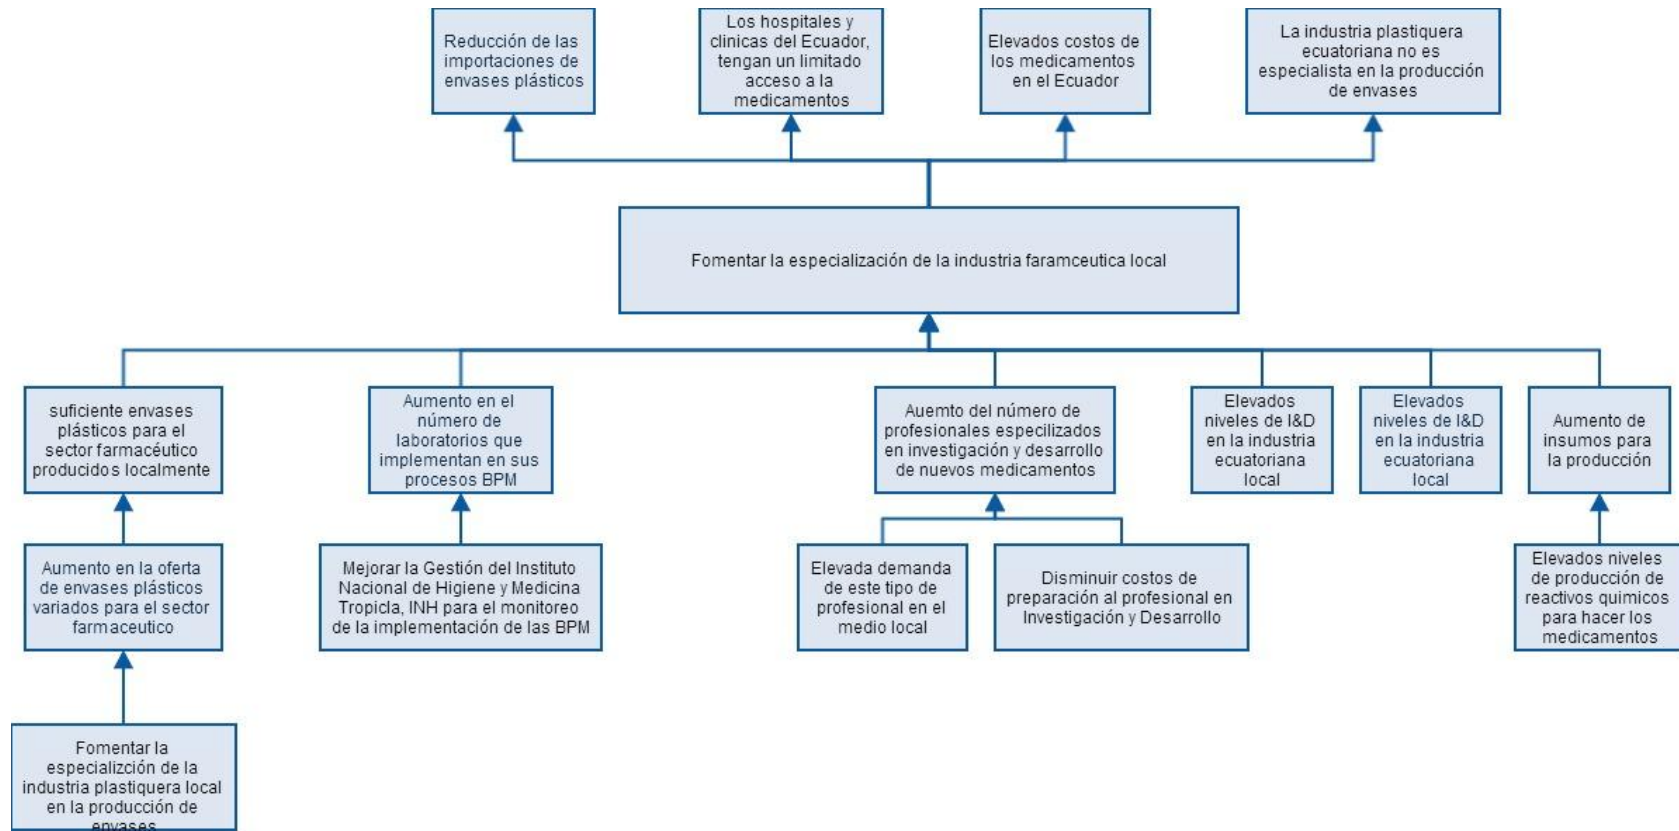 Reducción de las
importaciones de
envases plásticos
Los hospitales y
clinicas del Ecuador,
tengan un limitado
acceso a la
medicamentos
Elevados costos de
los medicamentos
en el Ecuador
La industria plastiquera
ecuatoriana no es
especialista en la producción
de envases
Fomentar la especialización de la industria faramceutica local
suficiente envases
plásticos para el
sector farmacéutico
producidos localmente
Aumento en el
número de
laboratorios que
implementan en sus
procesos BPM
Auemto del número de
profesionales especilizados
en investigación y desarrollo
de nuevos medicamentos
Elevados
niveles de I&D
en la industria
ecuatoriana
local
Elevados
niveles de I&D
en la industria
ecuatoriana
local
Aumento de
insumos para
la producción
Aumento en la oferta
de envases plásticos
variados para el sector
farmaceutico
Mejorar la Gestión del Instituto
Nacional de Higiene y Medicina
Tropicla, INH para el monitoreo
de la implementación de las BPM
Elevada demanda
de este tipo de
profesional en el
medio local
Disminuir costos de
preparación al profesional en
Investigación y Desarrollo
Elevados niveles
de producción de
reactivos quimicos
para hacer los
medicamentos
Fomentar la
especializción de la
industria plastiquera local
en la producción de
envases